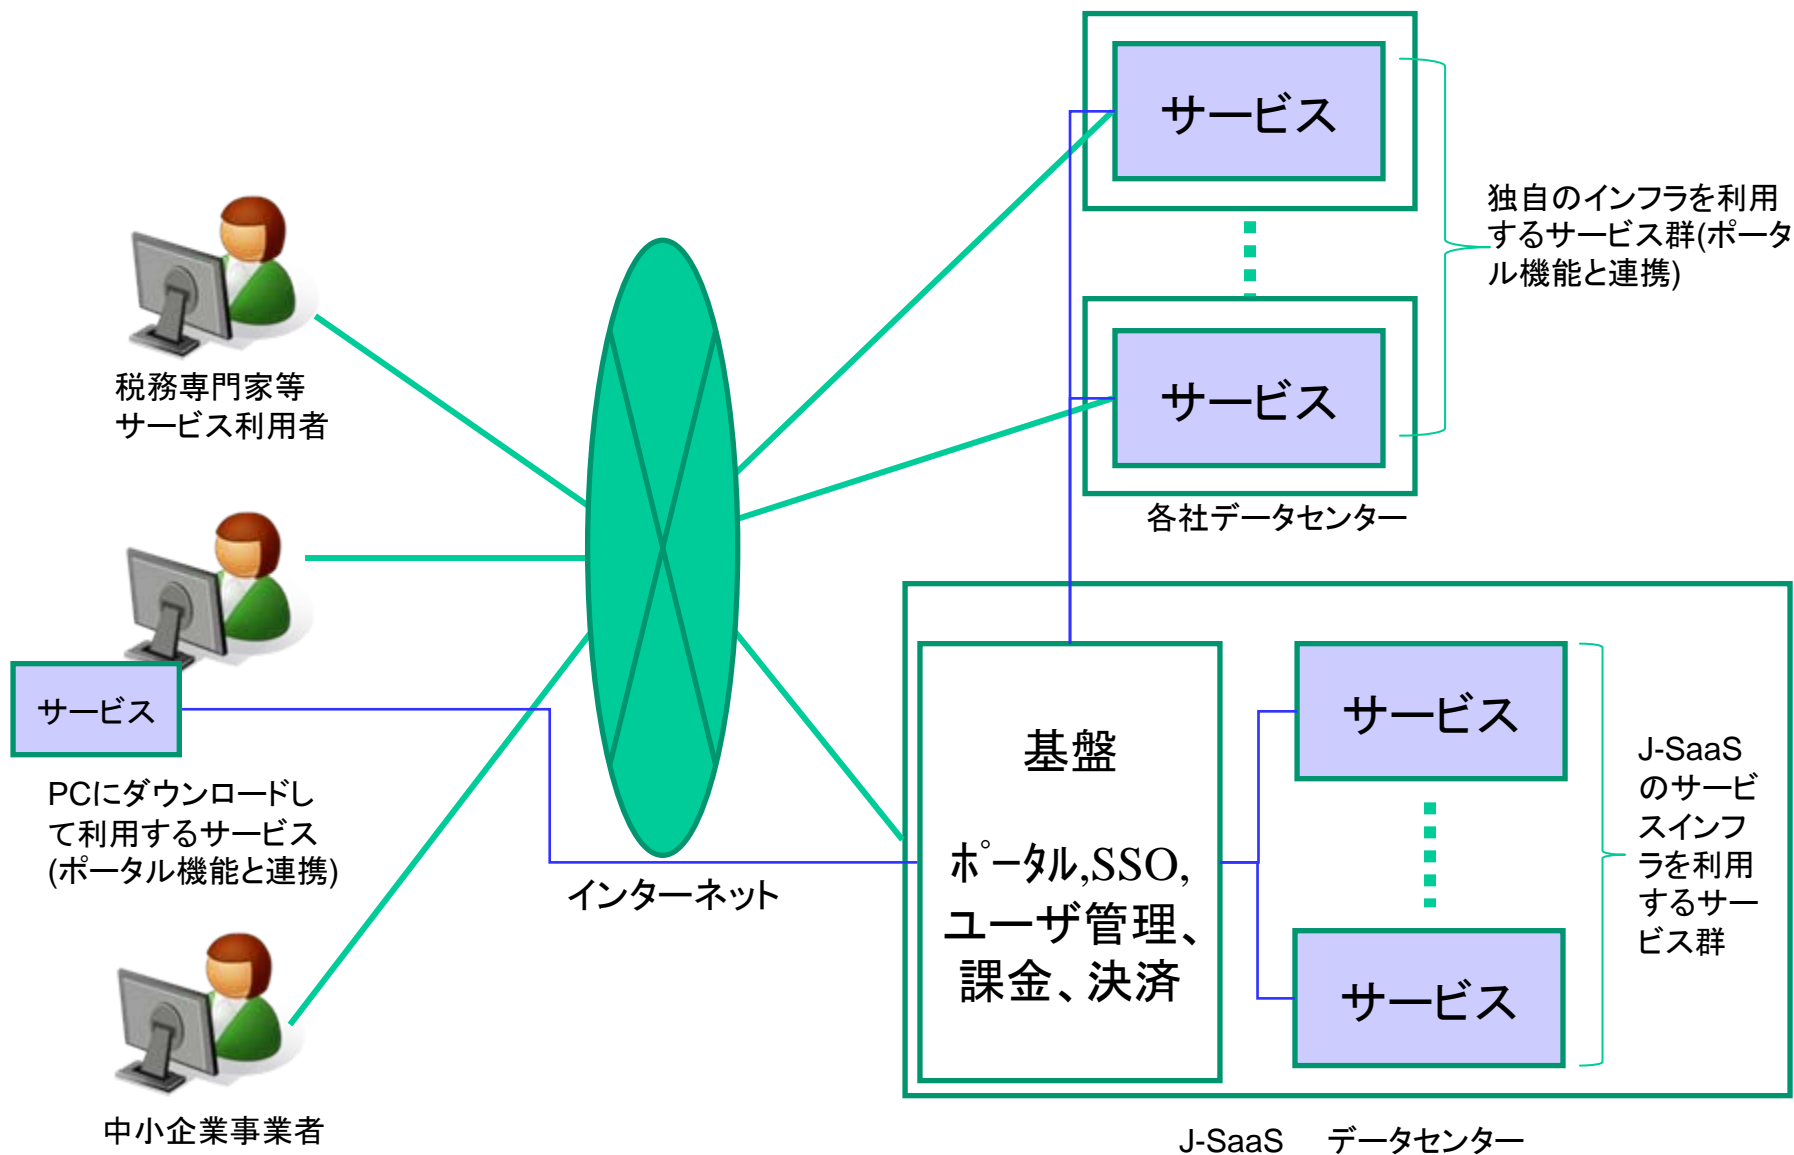 サービス
独自のインフラを利用
するサービス群(ポータ
ル機能と連携)
サービス
各社データセンター
税務専門家等
サービス利用者
サービス
PCにダウンロードし
て利用するサービス
(ポータル機能と連携)
中小企業事業者
インターネット
基盤
ﾎﾟｰﾀﾙ,SSO,
ユーザ管理、
課金、決済
サービス
サービス
J-SaaS
のサービ
スインフ
ラを利用
するサー
ビス群
J-SaaS データセンター